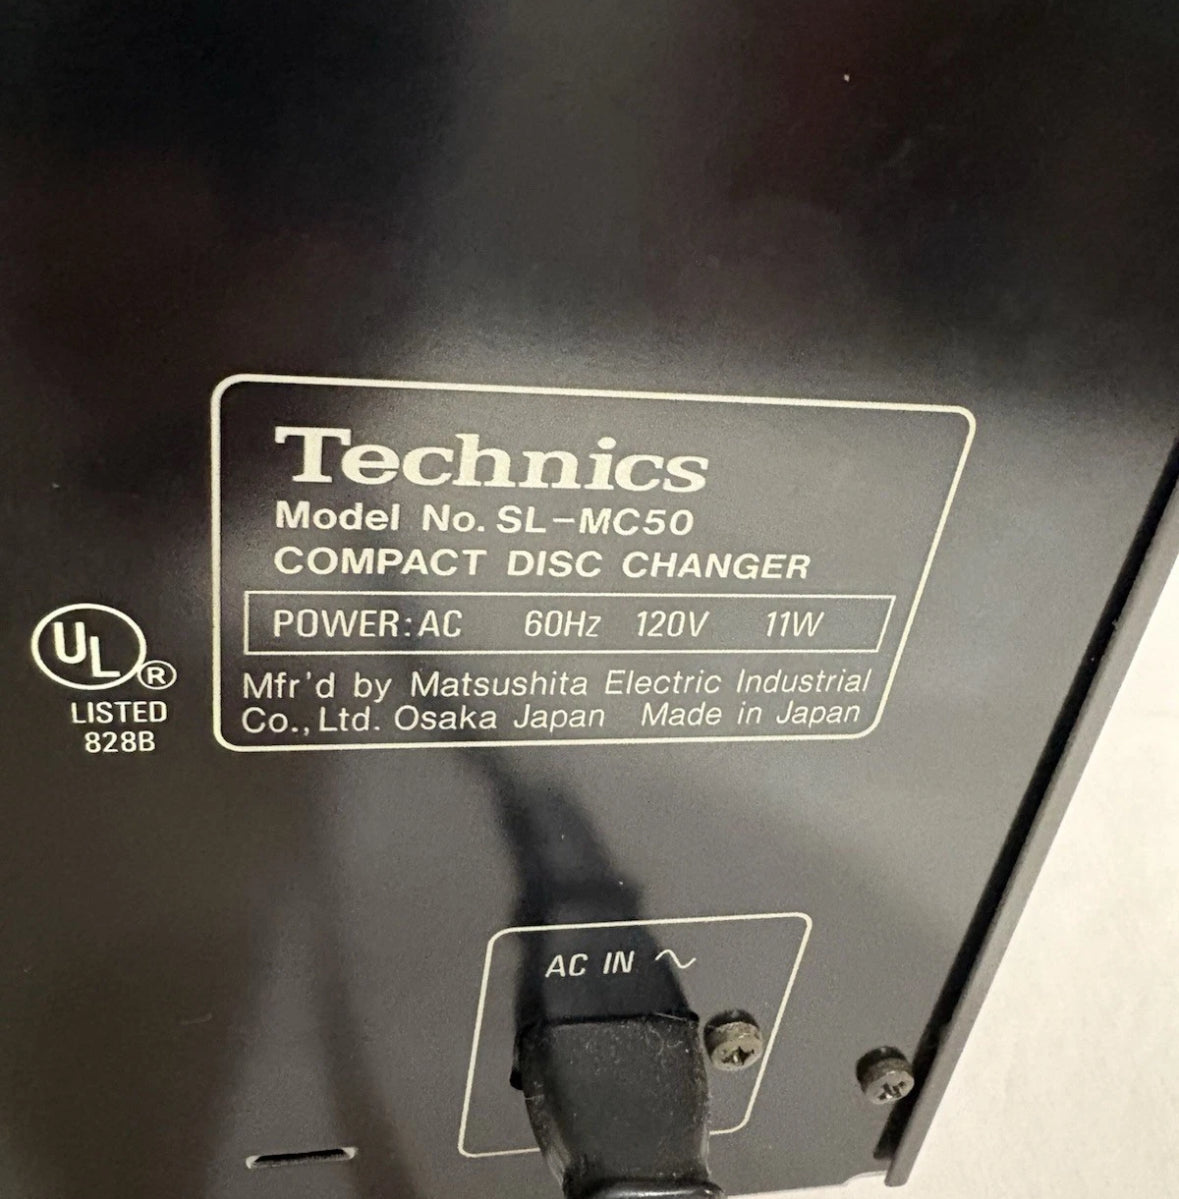 Technics
Model No. SL-MC50
COMPACT DISC CHANGER
POWER: AC 60Hz 120V 11W
Mfr'd by Matsushita Electric Industrial
Co., Ltd. Osaka Japan Made in Japan
UL®
LISTED
828B
AC IN ~